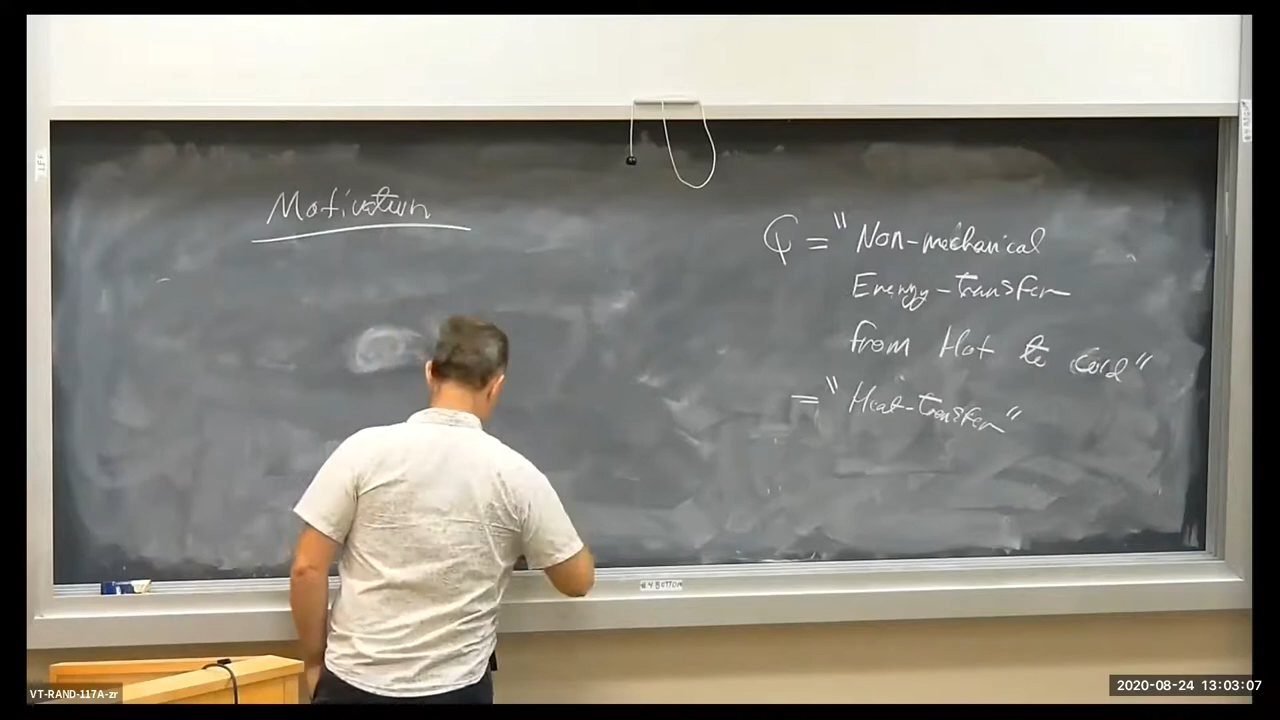 Motivation
Q = "Non-mechanical
Energy-transfer
from Hot to Cold"
= "Heat-transfer"
VT-RAND-117A-zr
2020-08-24 13:03:07